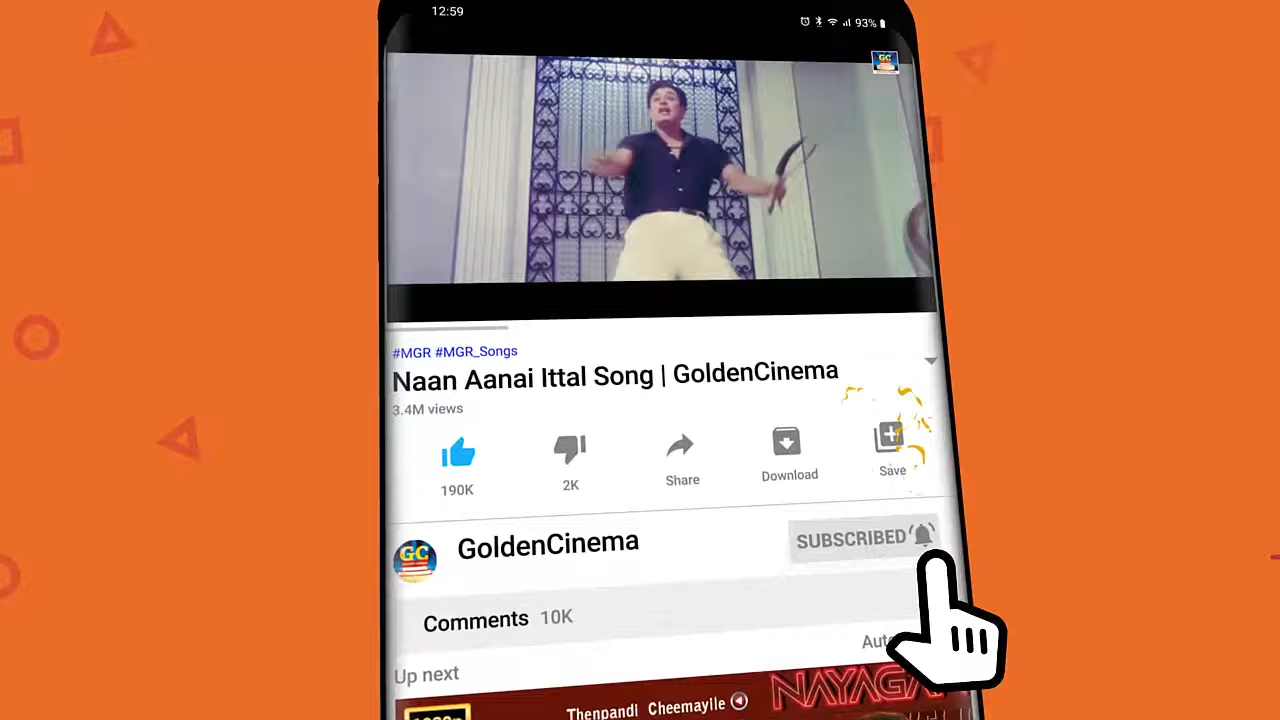 12:59
93%
GC
#MGR #MGR_Songs
Naan Aanai Ittal Song | GoldenCinema
3.4M views
190K
2K
Share
Download
Save
GC
GoldenCinema
SUBSCRIBED
Comments 10K
Up next
Thenpandi Cheemayile